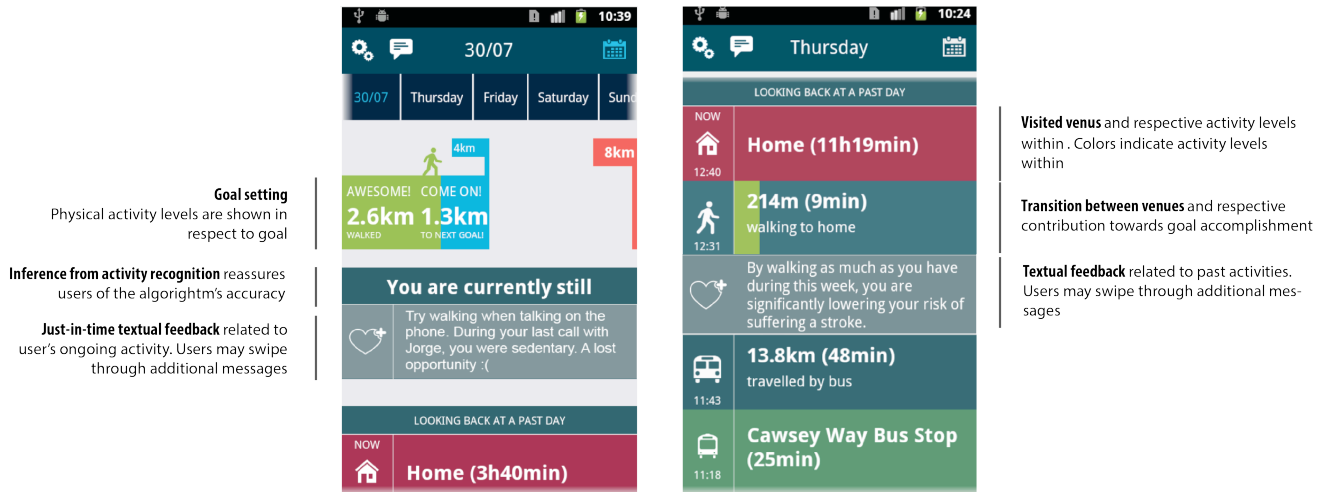 Goal setting
Physical activity levels are shown in
respect to goal
Inference from activity recognition reassures
users of the algorightm's accuracy
Just-in-time textual feedback related to
user's ongoing activity. Users may swipe
through additional messages
10:39
30/07
30/07 Thursday Friday Saturday Sund
4km
8km
AWESOME! COME ON!
2.6km 1.3km
WALKED TO NEXT GOAL!
You are currently still
Try walking when talking on the
phone. During your last call with
Jorge, you were sedentary. A lost
opportunity :(
LOOKING BACK AT A PAST DAY
NOW
Home (3h40min)
10:24
Thursday
LOOKING BACK AT A PAST DAY
NOW
Home (11h19min)
12:40
214m (9min)
walking to home
12:31
By walking as much as you have
during this week, you are
significantly lowering your risk of
suffering a stroke.
13.8km (48min)
travelled by bus
11:43
Cawsey Way Bus Stop
(25min)
11:18
Visited venus and respective activity levels
within . Colors indicate activity levels
within
Transition between venues and respective
contribution towards goal accomplishment
Textual feedback related to past activities.
Users may swipe through additional mes-
sages